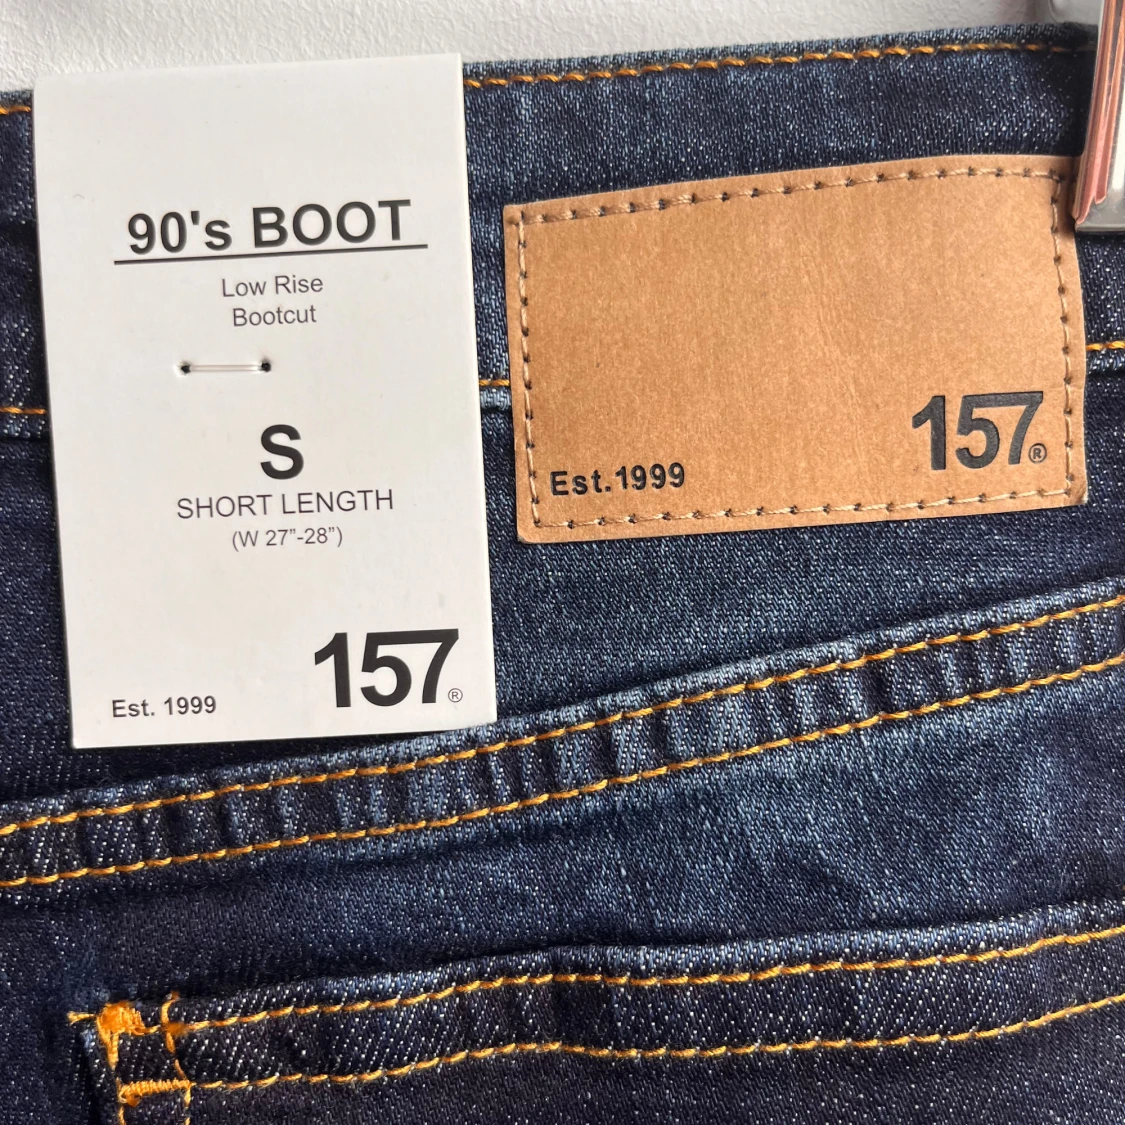 90's BOOT
Low Rise
Bootcut
S
SHORT LENGTH
(W 27”-28”)
Est. 1999
157®
Est.1999
157®